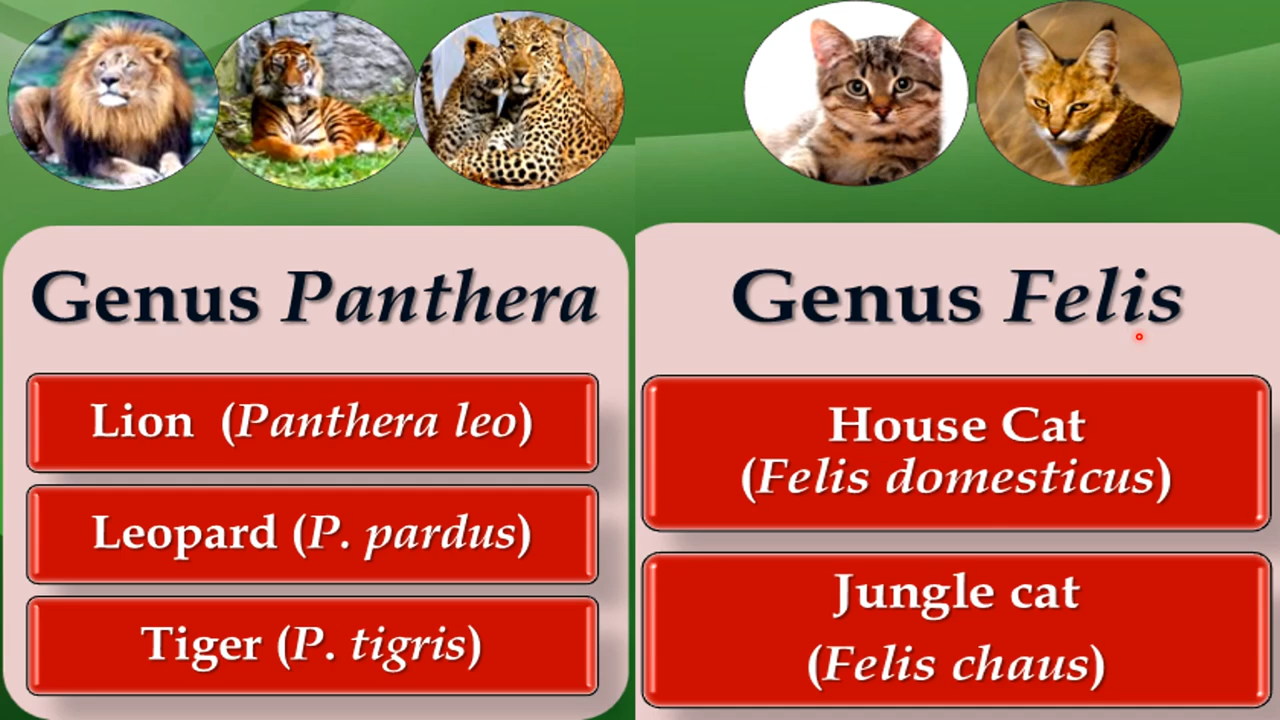 Genus Panthera
Lion (Panthera leo)
Leopard (P. pardus)
Tiger (P. tigris)
Genus Felis
House Cat
(Felis domesticus)
Jungle cat
(Felis chaus)